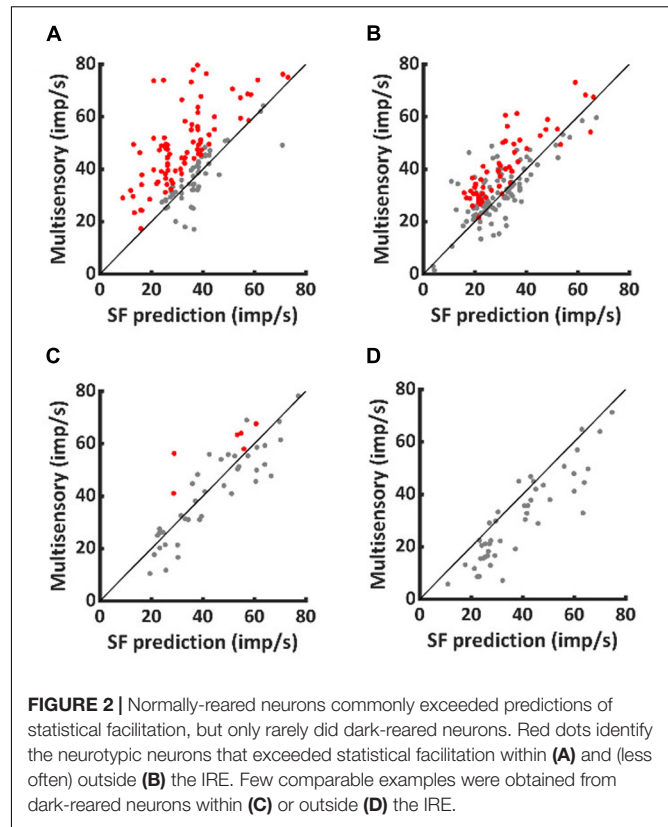 A
B
Multisensory (imp/s)
80
60
40
20
0
0 20 40 60 80
SF prediction (imp/s)
Multisensory (imp/s)
80
60
40
20
0
0 20 40 60 80
SF prediction (imp/s)
C
D
Multisensory (imp/s)
80
60
40
20
0
0 20 40 60 80
SF prediction (imp/s)
Multisensory (imp/s)
80
60
40
20
0
0 20 40 60 80
SF prediction (imp/s)
FIGURE 2 | Normally-reared neurons commonly exceeded predictions of
statistical facilitation, but only rarely did dark-reared neurons. Red dots identify
the neurotypic neurons that exceeded statistical facilitation within (A) and (less
often) outside (B) the IRE. Few comparable examples were obtained from
dark-reared neurons within (C) or outside (D) the IRE.